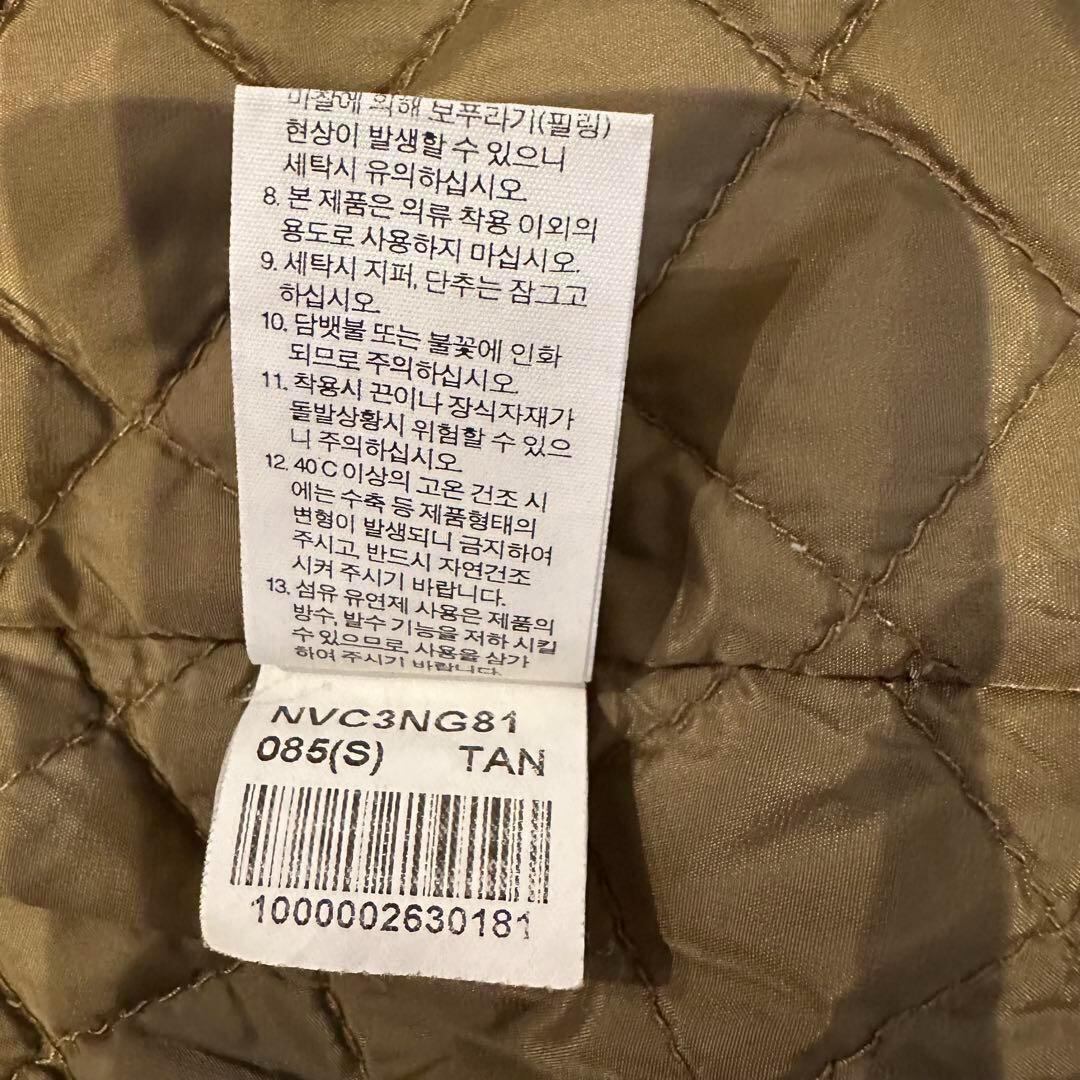 마찰에 의해 보푸라기(필링)
현상이 발생할 수 있으니
세탁시 유의하십시오.
8. 본 제품은 의류 착용 이외의
용도로 사용하지 마십시오.
9. 세탁시 지퍼, 단추는 잠그고
하십시오.
10. 담뱃불 또는 불꽃에 인화
되므로 주의하십시오.
11. 착용시 끈이나 장식자재가
돌발상황시 위험할 수 있으
니 주의하십시오.
12. 40C 이상의 고온 건조 시
에는 수축 등 제품형태의
변형이 발생되니 금지하여
주시고, 반드시 자연건조
시켜 주시기 바랍니다.
13. 섬유 유연제 사용은 제품의
방수, 발수 기능을 저하 시킬
수 있으므로, 사용을 삼가
하여 주시기 바랍니다.
NVC3NG81
085(S) TAN
1000002630181